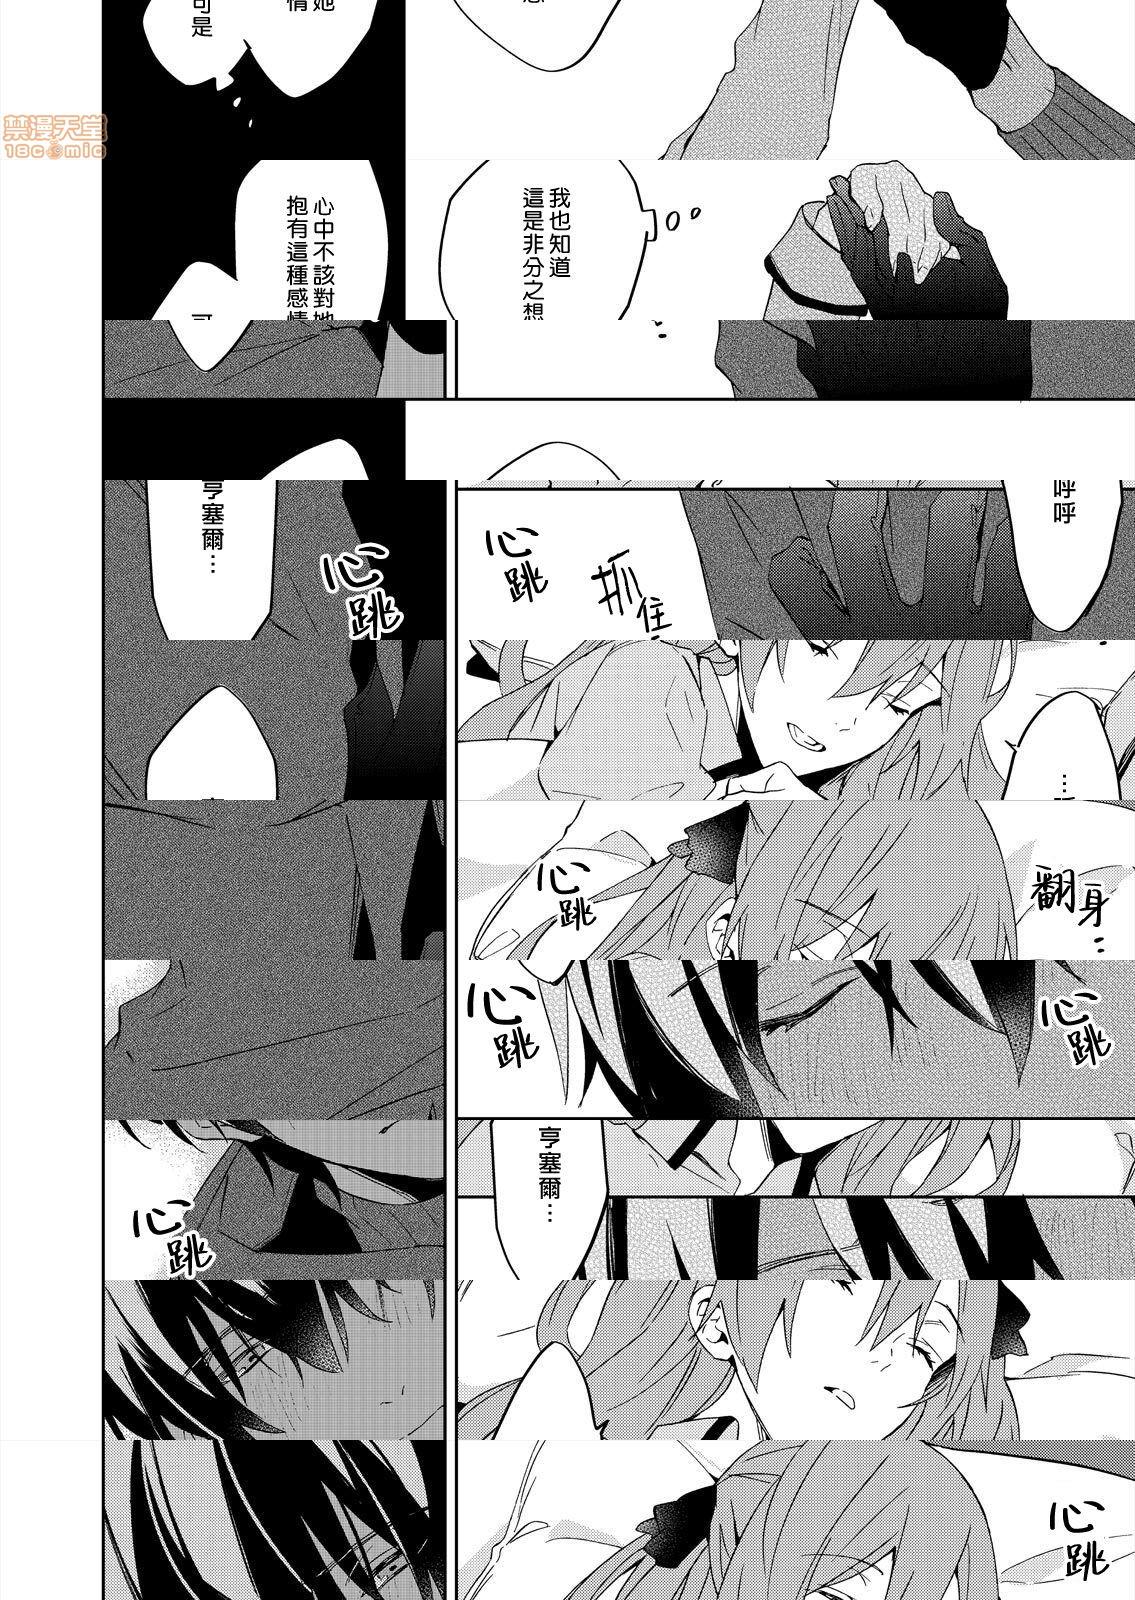 她
情
可是
禁漫天堂
18comic
我也知道
這是非分之想
心中不該對她
抱有這種感情
呼呼
心跳
抓住
心跳
亨塞爾…
翻身
心跳
心跳
心跳
亨塞爾…
心跳
心跳